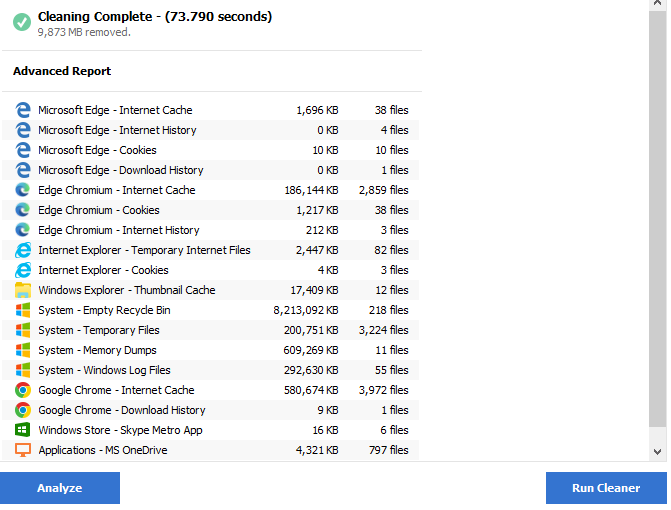 Cleaning Complete - (73.790 seconds)
9,873 MB removed.
Advanced Report
Microsoft Edge - Internet Cache 1,696 KB 38 files
Microsoft Edge - Internet History 0 KB 4 files
Microsoft Edge - Cookies 10 KB 10 files
Microsoft Edge - Download History 0 KB 1 files
Edge Chromium - Internet Cache 186,144 KB 2,859 files
Edge Chromium - Cookies 1,217 KB 38 files
Edge Chromium - Internet History 212 KB 3 files
Internet Explorer - Temporary Internet Files 2,447 KB 82 files
Internet Explorer - Cookies 4 KB 3 files
Windows Explorer - Thumbnail Cache 17,409 KB 12 files
System - Empty Recycle Bin 8,213,092 KB 218 files
System - Temporary Files 200,751 KB 3,224 files
System - Memory Dumps 609,269 KB 11 files
System - Windows Log Files 292,630 KB 55 files
Google Chrome - Internet Cache 580,674 KB 3,972 files
Google Chrome - Download History 9 KB 1 files
Windows Store - Skype Metro App 16 KB 6 files
Applications - MS OneDrive 4,321 KB 797 files
Analyze
Run Cleaner